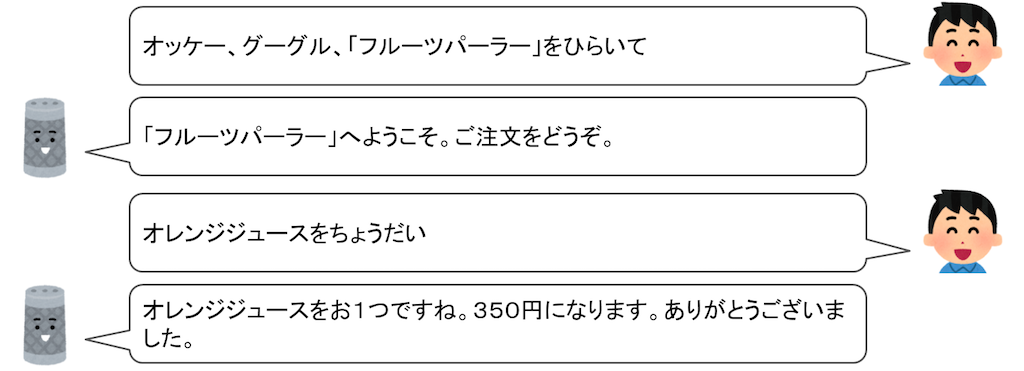 オッケー、グーグル、「フルーツパーラー」をひらいて
「フルーツパーラー」へようこそ。ご注文をどうぞ。
オレンジジュースをちょうだい
オレンジジュースをお１つですね。３５０円になります。ありがとうございま
した。